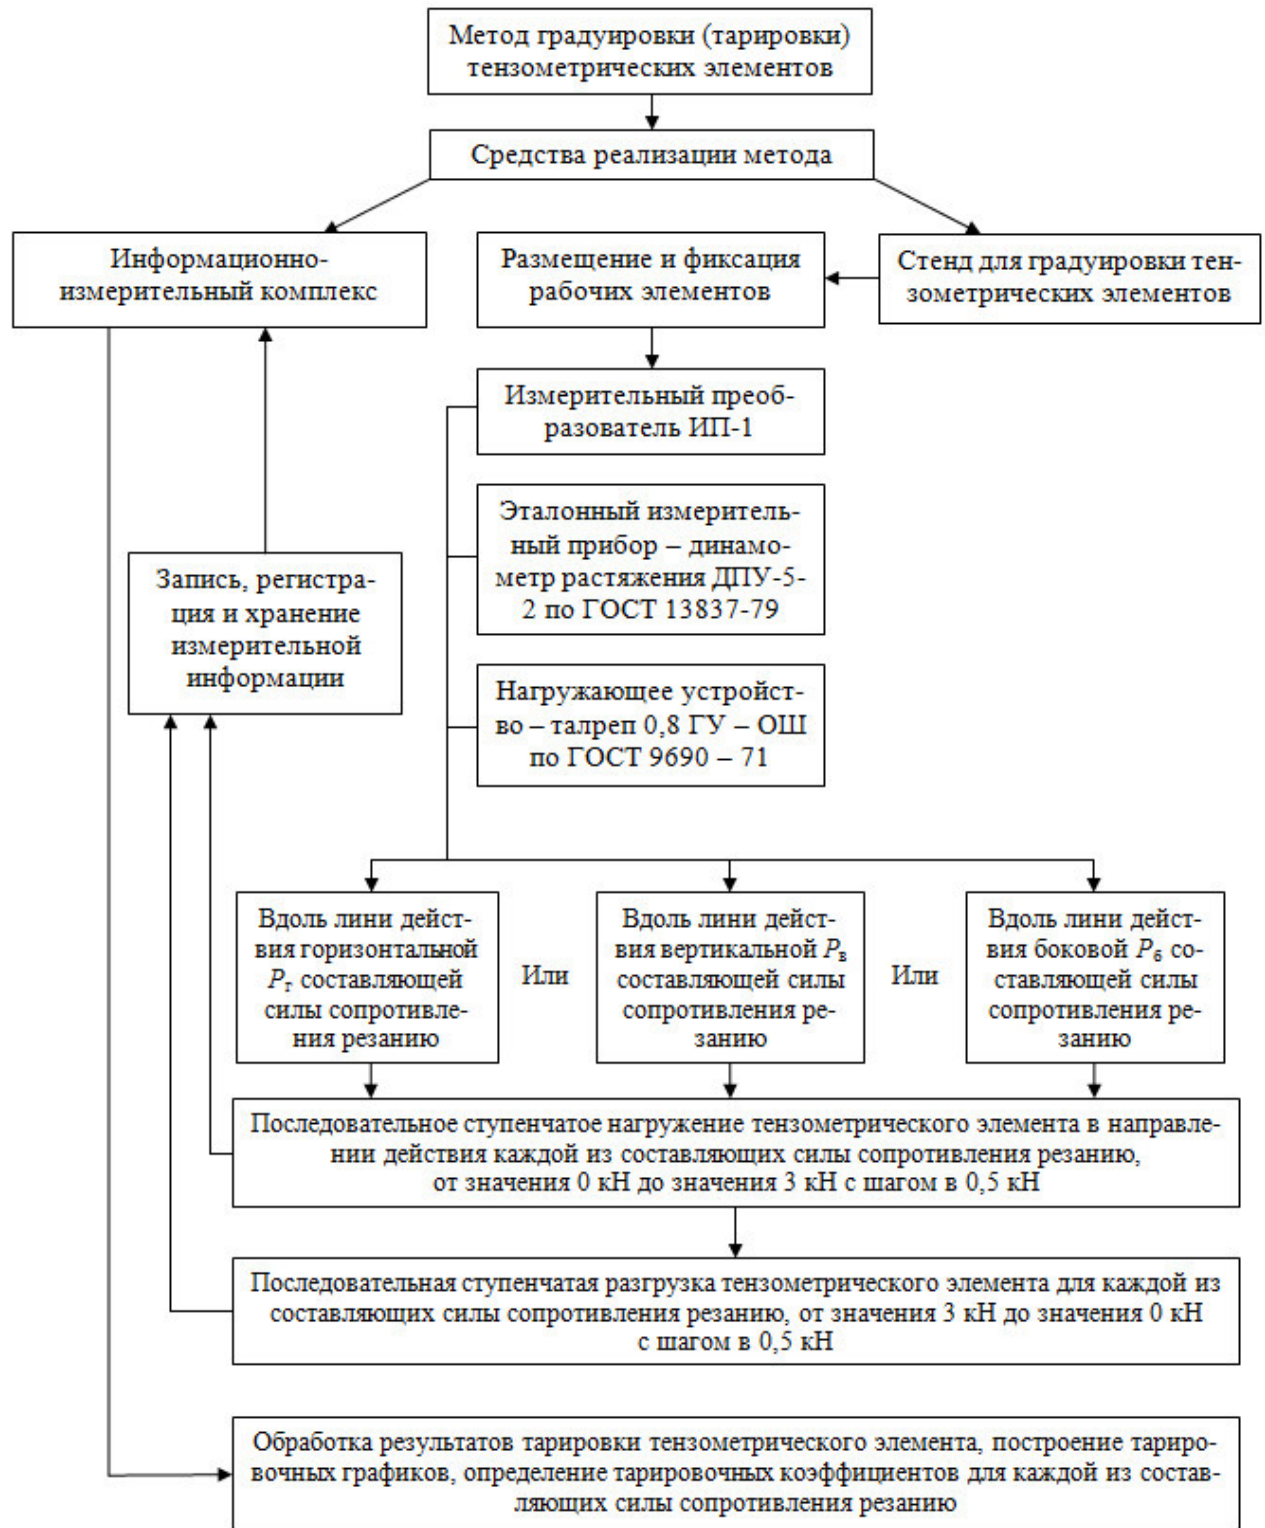 Метод градуировки (тарировки)
тензометрических элементов
Средства реализации метода
Информационно-
измерительный комплекс
Размещение и фиксация
рабочих элементов
Стенд для градуировки тен-
зометрических элементов
Измерительный преоб-
разователь ИП-1
Эталонный измеритель-
ный прибор – динамо-
метр растяжения ДПУ-5-
2 по ГОСТ 13837-79
Запись, регистра-
ция и хранение
измерительной
информации
Нагружающее устройст-
во – талреп 0,8 ГУ – ОШ
по ГОСТ 9690 – 71
Вдоль лини дейст-
вия горизонтальной
Pг составляющей
силы сопротивле-
ния резанию
Или
Вдоль лини дейст-
вия вертикальной Pв
составляющей силы
сопротивления ре-
занию
Или
Вдоль лини дейст-
вия боковой Pб со-
ставляющей силы
сопротивления ре-
занию
Последовательное ступенчатое нагружение тензометрического элемента в направле-
нии действия каждой из составляющих силы сопротивления резанию,
от значения 0 кН до значения 3 кН с шагом в 0,5 кН
Последовательная ступенчатая разгрузка тензометрического элемента для каждой из
составляющих силы сопротивления резанию, от значения 3 кН до значения 0 кН
с шагом в 0,5 кН
Обработка результатов тарировки тензометрического элемента, построение тариро-
вочных графиков, определение тарировочных коэффициентов для каждой из состав-
ляющих силы сопротивления резанию